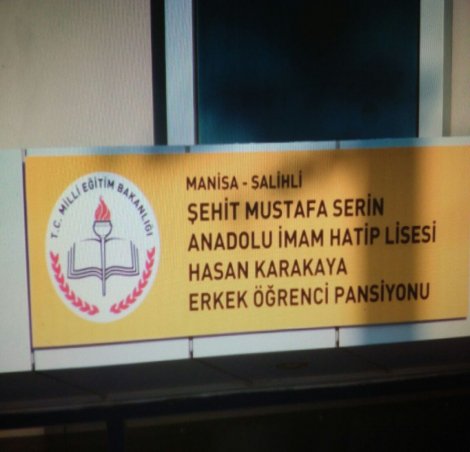 T.C. MİLLİ EĞİTİM BAKANLIĞI
MANİSA - SALİHLİ
ŞEHİT MUSTAFA SERİN
ANADOLU İMAM HATİP LİSESİ
HASAN KARAKAYA
ERKEK ÖĞRENCİ PANSİYONU